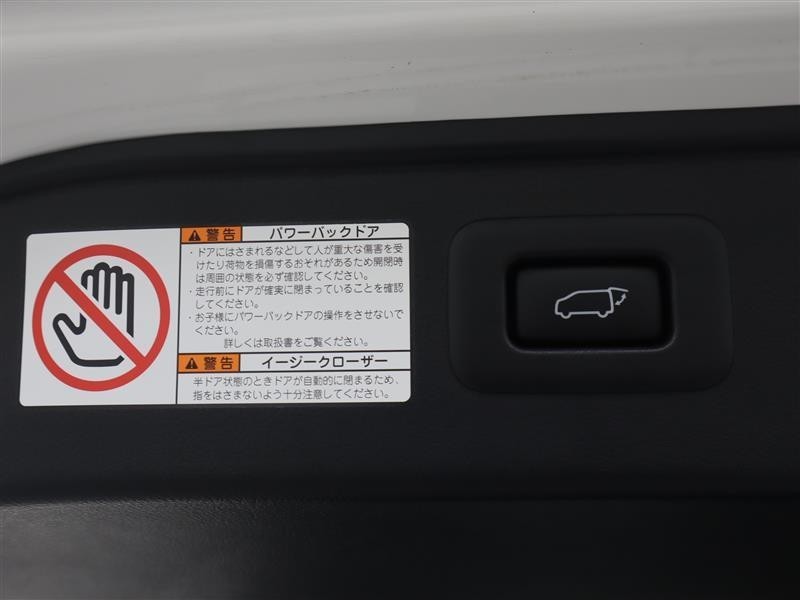 警告 パワーバックドア
・ドアにはさまれるなどして人が重大な傷害を受
けたり荷物を損傷するおそれがあるため開閉時
は周囲の状態を必ず確認してください。
・走行前にドアが確実に閉まっていることを確認
してください。
・お子様にパワーバックドアの操作をさせないで
ください。
詳しくは取扱書をご覧ください。
警告 イージークローザー
半ドア状態のときドアが自動的に閉まるため、
指をはさまないよう十分注意してください。